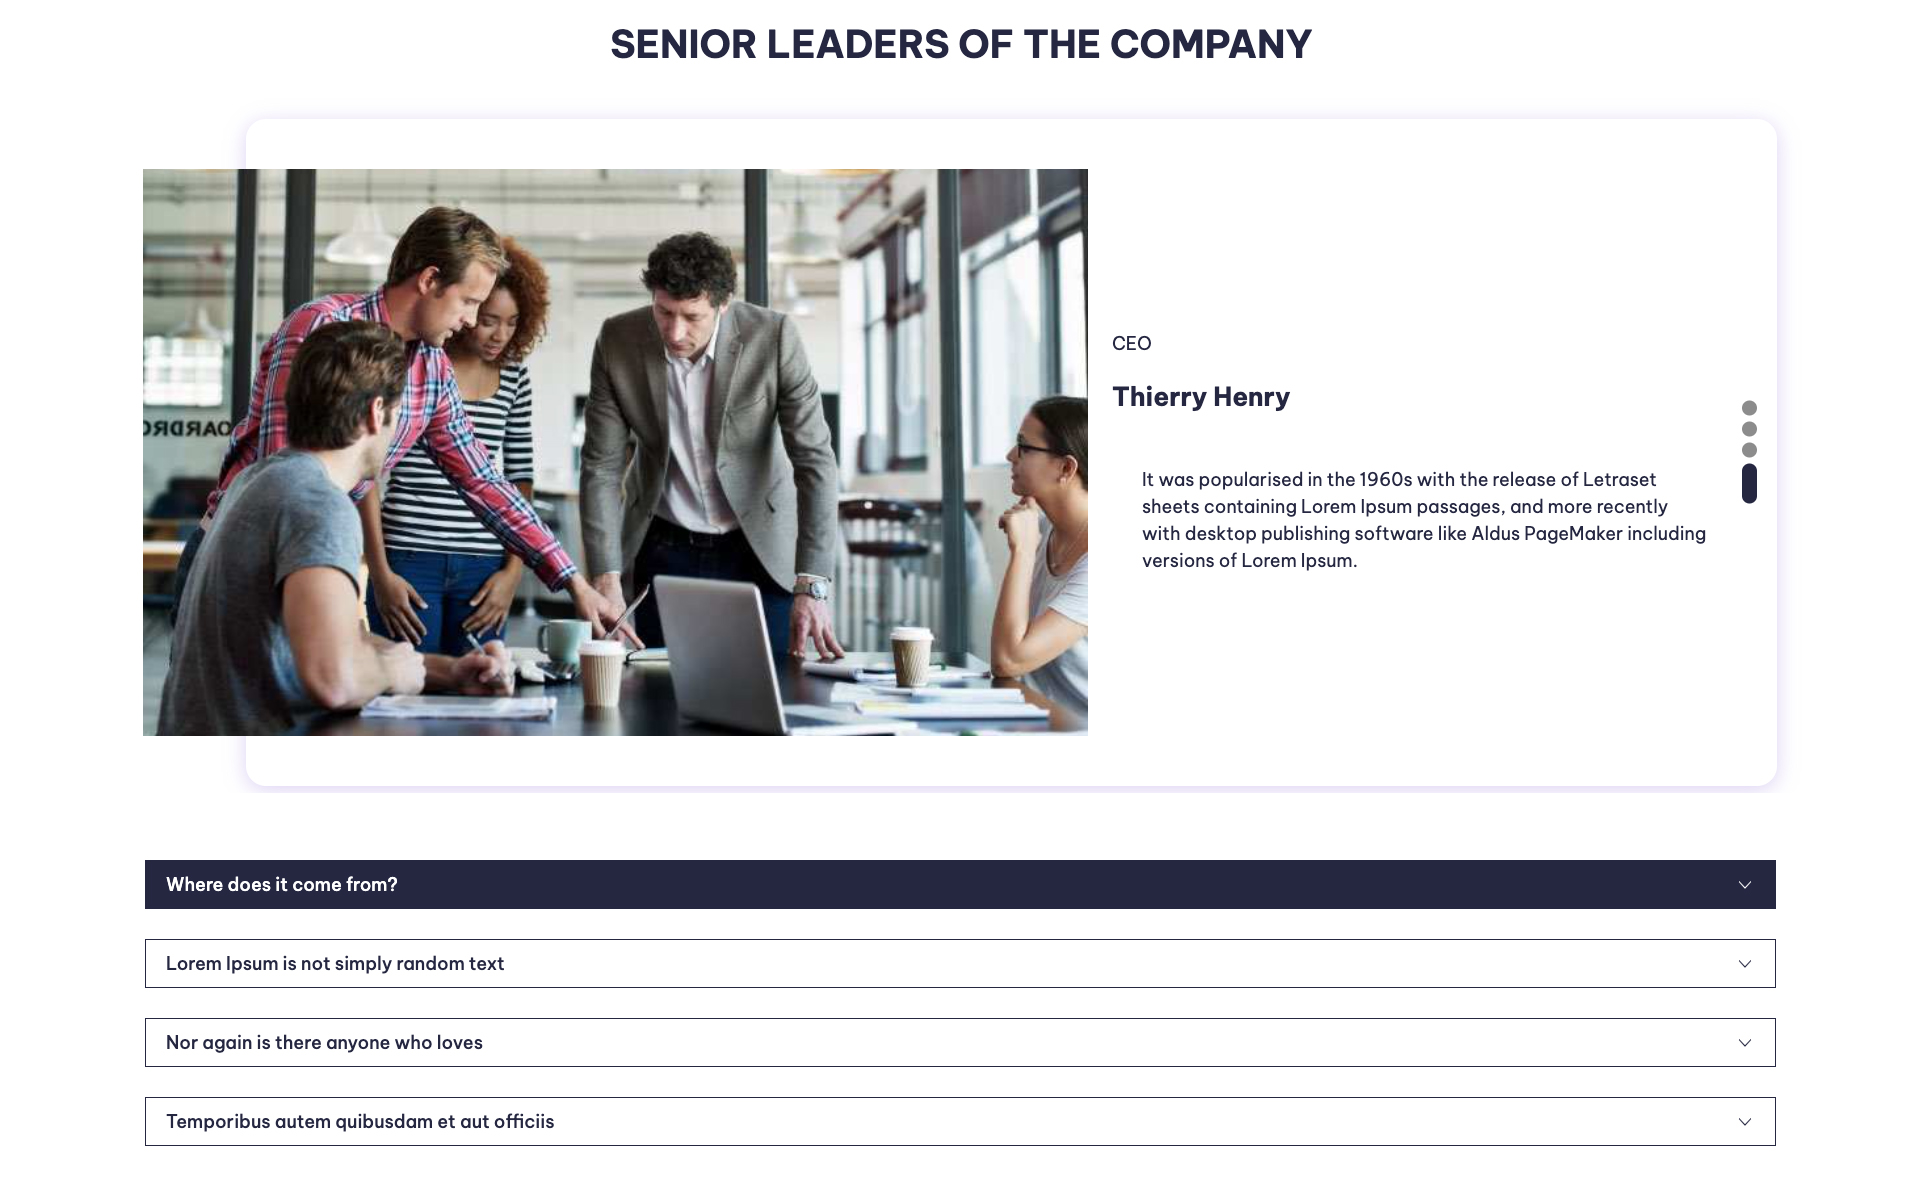 SENIOR LEADERS OF THE COMPANY
CEO
Thierry Henry
It was popularised in the 1960s with the release of Letraset
sheets containing Lorem Ipsum passages, and more recently
with desktop publishing software like Aldus PageMaker including
versions of Lorem Ipsum.
Where does it come from?
Lorem Ipsum is not simply random text
Nor again is there anyone who loves
Temporibus autem quibusdam et aut officiis